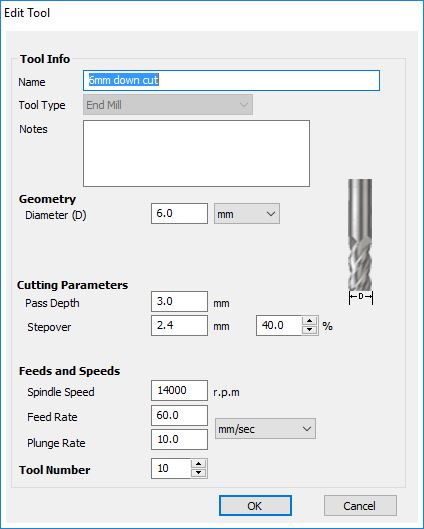 Edit Tool
Tool Info
Name 6mm down cut
Tool Type End Mill
Notes
Geometry
Diameter (D) 6.0 mm
D
Cutting Parameters
Pass Depth 3.0 mm
Stepover 2.4 mm 40.0 %
Feeds and Speeds
Spindle Speed 14000 r.p.m
Feed Rate 60.0
mm/sec
Plunge Rate 10.0
Tool Number 10
OK Cancel